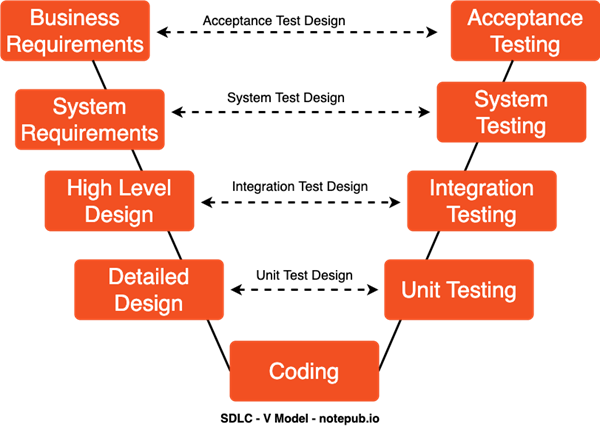 Business
Requirements
Acceptance Test Design
Acceptance
Testing
System
Requirements
System Test Design
System
Testing
High Level
Design
Integration Test Design
Integration
Testing
Detailed
Design
Unit Test Design
Unit Testing
Coding
SDLC - V Model - notepub.io